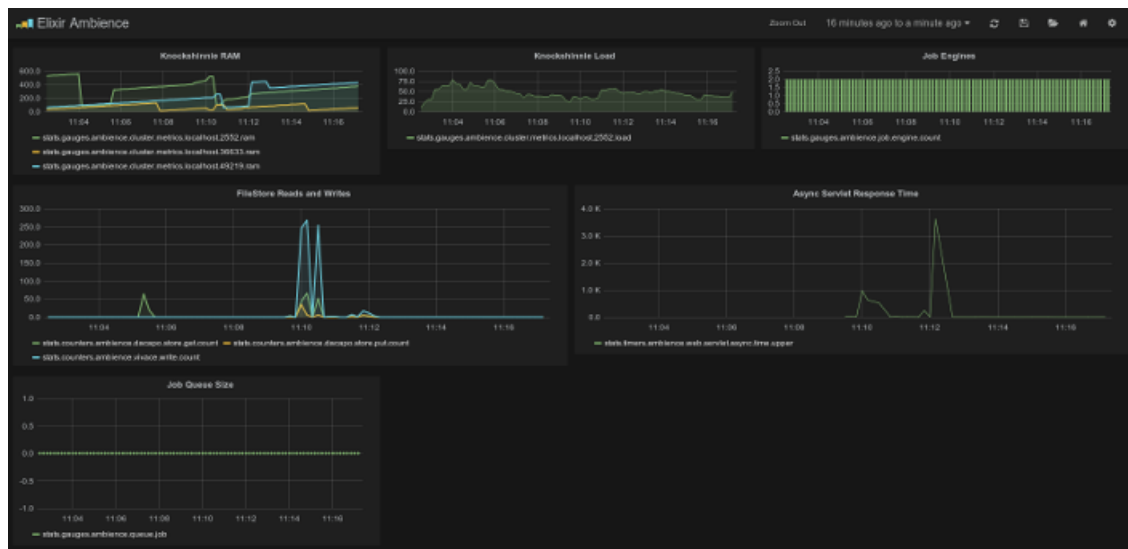 Elixir Ambience
Zoom Out 16 minutes ago to a minute ago
Knockshinnie RAM
600.0
400.0
200.0
0.0
11:04 11:06 11:08 11:10 11:12 11:14 11:16
stats.gauges.ambience.cluster.metrics.localhost.2552.ram
stats.gauges.ambience.cluster.metrics.localhost.36633.ram
stats.gauges.ambience.cluster.metrics.localhost.49219.ram
Knockshinnie Load
100.0
75.0
50.0
25.0
0.0
11:04 11:06 11:08 11:10 11:12 11:14 11:16
stats.gauges.ambience.cluster.metrics.localhost.2552.load
Job Engines
2.5
2.0
1.5
1.0
0.5
0.0
11:04 11:06 11:08 11:10 11:12 11:14 11:16
stats.gauges.ambience.job.engine.count
FileStore Reads and Writes
300.0
250.0
200.0
150.0
100.0
50.0
0.0
11:04 11:06 11:08 11:10 11:12 11:14 11:16
stats.counters.ambience.dacapo.store.get.count stats.counters.ambience.dacapo.store.put.count
stats.counters.ambience.vivace.write.count
Async Servlet Response Time
4.0 K
3.0 K
2.0 K
1.0 K
0.0
11:04 11:06 11:08 11:10 11:12 11:14 11:16
stats.timers.ambience.web.servlet.async.time.upper
Job Queue Size
1.0
0.5
0.0
-0.5
-1.0
11:04 11:06 11:08 11:10 11:12 11:14 11:16
stats.gauges.ambience.queue.job